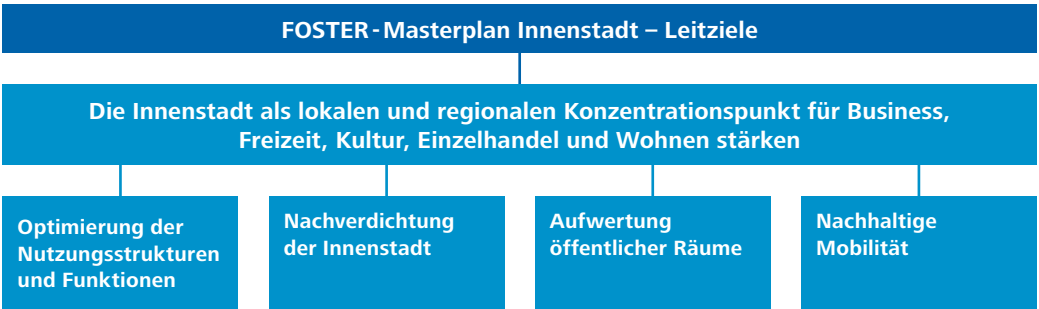 FOSTER-Masterplan Innenstadt – Leitziele
Die Innenstadt als lokalen und regionalen Konzentrationspunkt für Business,
Freizeit, Kultur, Einzelhandel und Wohnen stärken
Optimierung der
Nutzungsstrukturen
und Funktionen
Nachverdichtung
der Innenstadt
Aufwertung
öffentlicher Räume
Nachhaltige
Mobilität